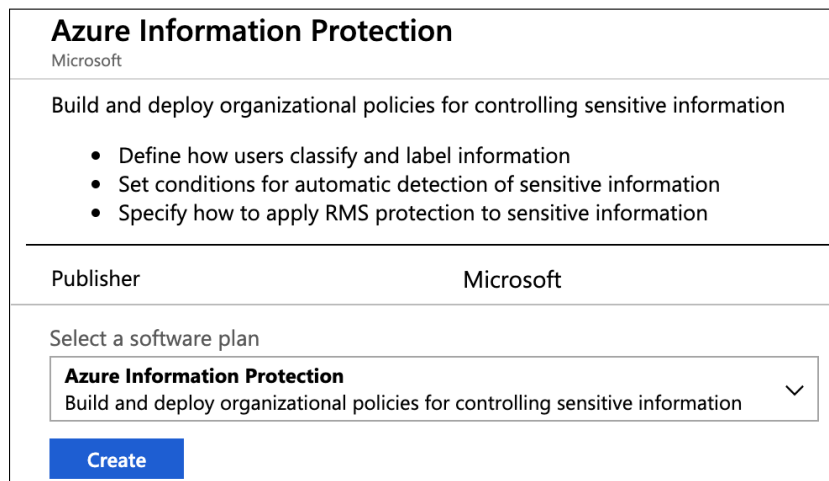 Azure Information Protection
Microsoft
Build and deploy organizational policies for controlling sensitive information
• Define how users classify and label information
• Set conditions for automatic detection of sensitive information
• Specify how to apply RMS protection to sensitive information
Publisher Microsoft
Select a software plan
Azure Information Protection
Build and deploy organizational policies for controlling sensitive information
Create